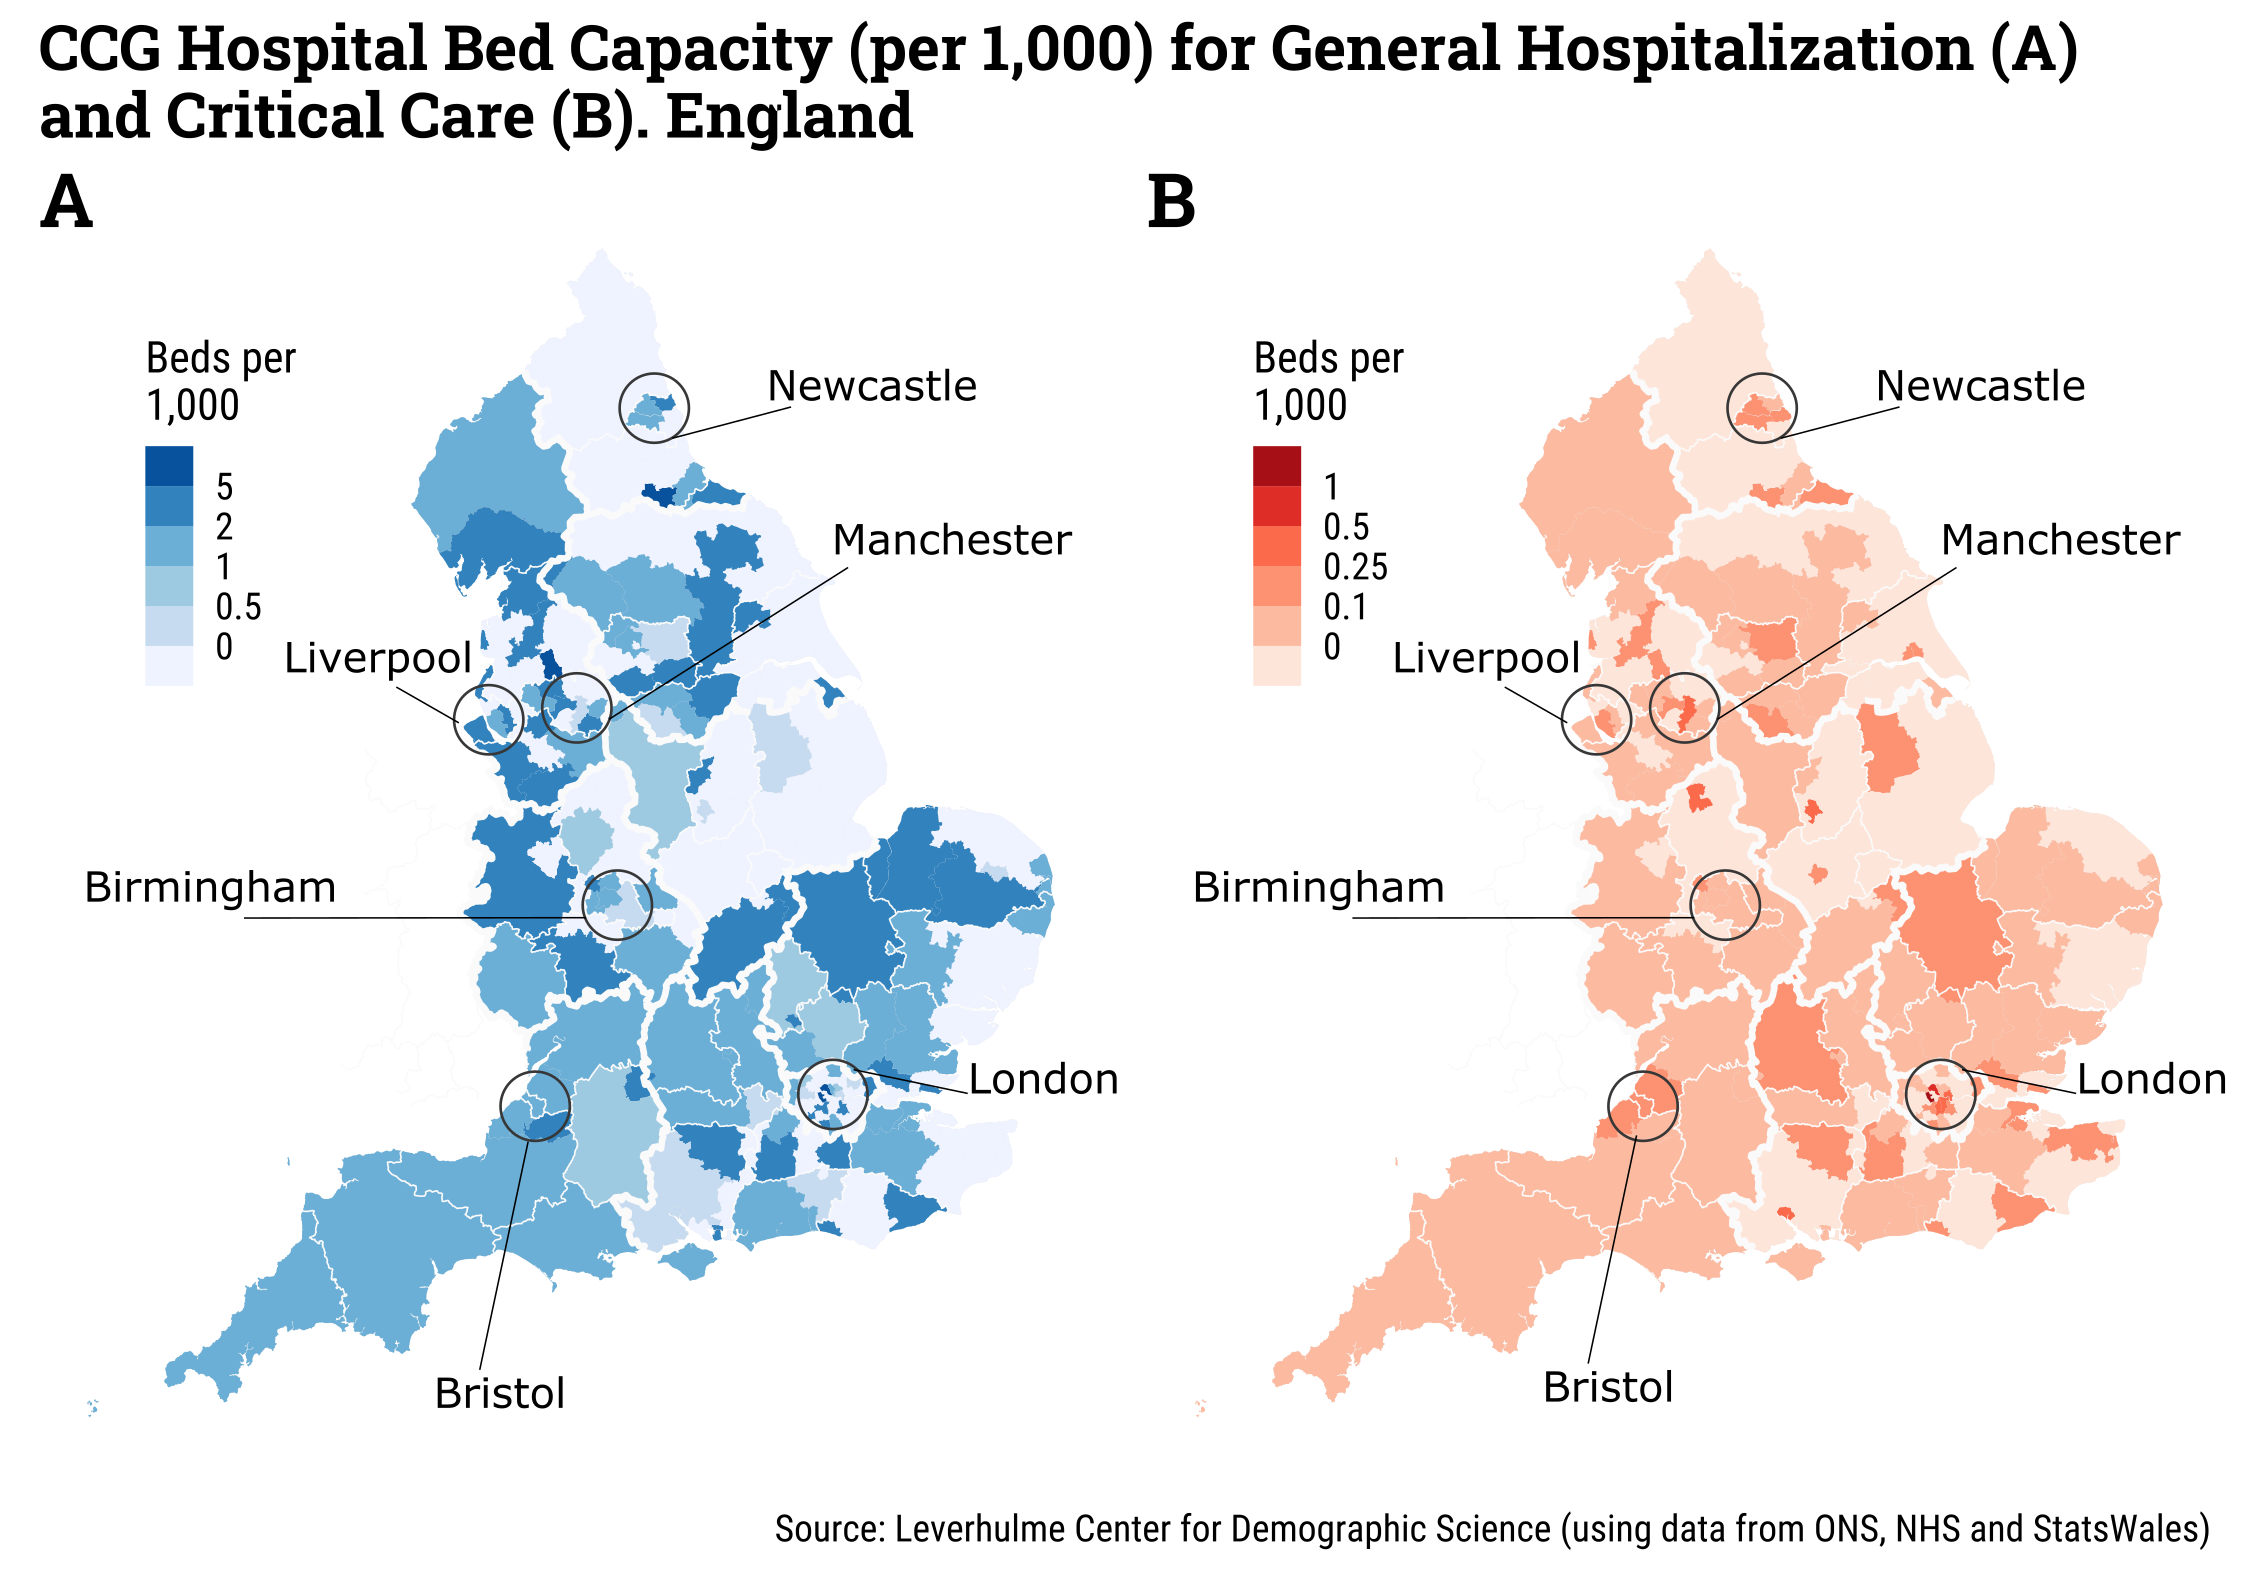 CCG Hospital Bed Capacity (per 1,000) for General Hospitalization (A)
and Critical Care (B). England
A
Beds per
1,000
5
2
1
0.5
0
Newcastle
Manchester
Liverpool
Birmingham
London
Bristol
B
Beds per
1,000
1
0.5
0.25
0.1
0
Newcastle
Manchester
Liverpool
Birmingham
London
Bristol
Source: Leverhulme Center for Demographic Science (using data from ONS, NHS and StatsWales)